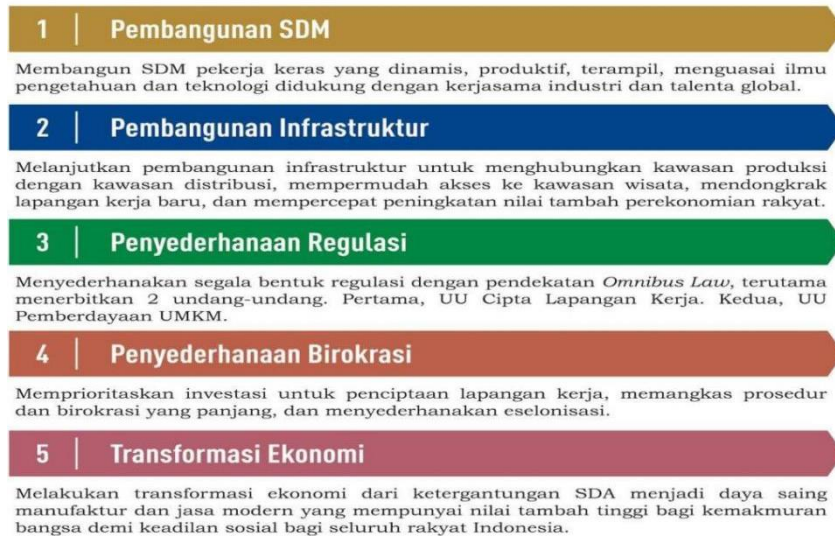 1 | Pembangunan SDM
Membangun SDM pekerja keras yang dinamis, produktif, terampil, menguasai ilmu
pengetahuan dan teknologi didukung dengan kerjasama industri dan talenta global.
2 | Pembangunan Infrastruktur
Melanjutkan pembangunan infrastruktur untuk menghubungkan kawasan produksi
dengan kawasan distribusi, mempermudah akses ke kawasan wisata, mendongkrak
lapangan kerja baru, dan mempercepat peningkatan nilai tambah perekonomian rakyat.
3 | Penyederhanaan Regulasi
Menyederhanakan segala bentuk regulasi dengan pendekatan Omnibus Law, terutama
menerbitkan 2 undang-undang. Pertama, UU Cipta Lapangan Kerja. Kedua, UU
Pemberdayaan UMKM.
4 | Penyederhanaan Birokrasi
Memprioritaskan investasi untuk penciptaan lapangan kerja, memangkas prosedur
dan birokrasi yang panjang, dan menyederhanakan eselonisasi.
5 | Transformasi Ekonomi
Melakukan transformasi ekonomi dari ketergantungan SDA menjadi daya saing
manufaktur dan jasa modern yang mempunyai nilai tambah tinggi bagi kemakmuran
bangsa demi keadilan sosial bagi seluruh rakyat Indonesia.